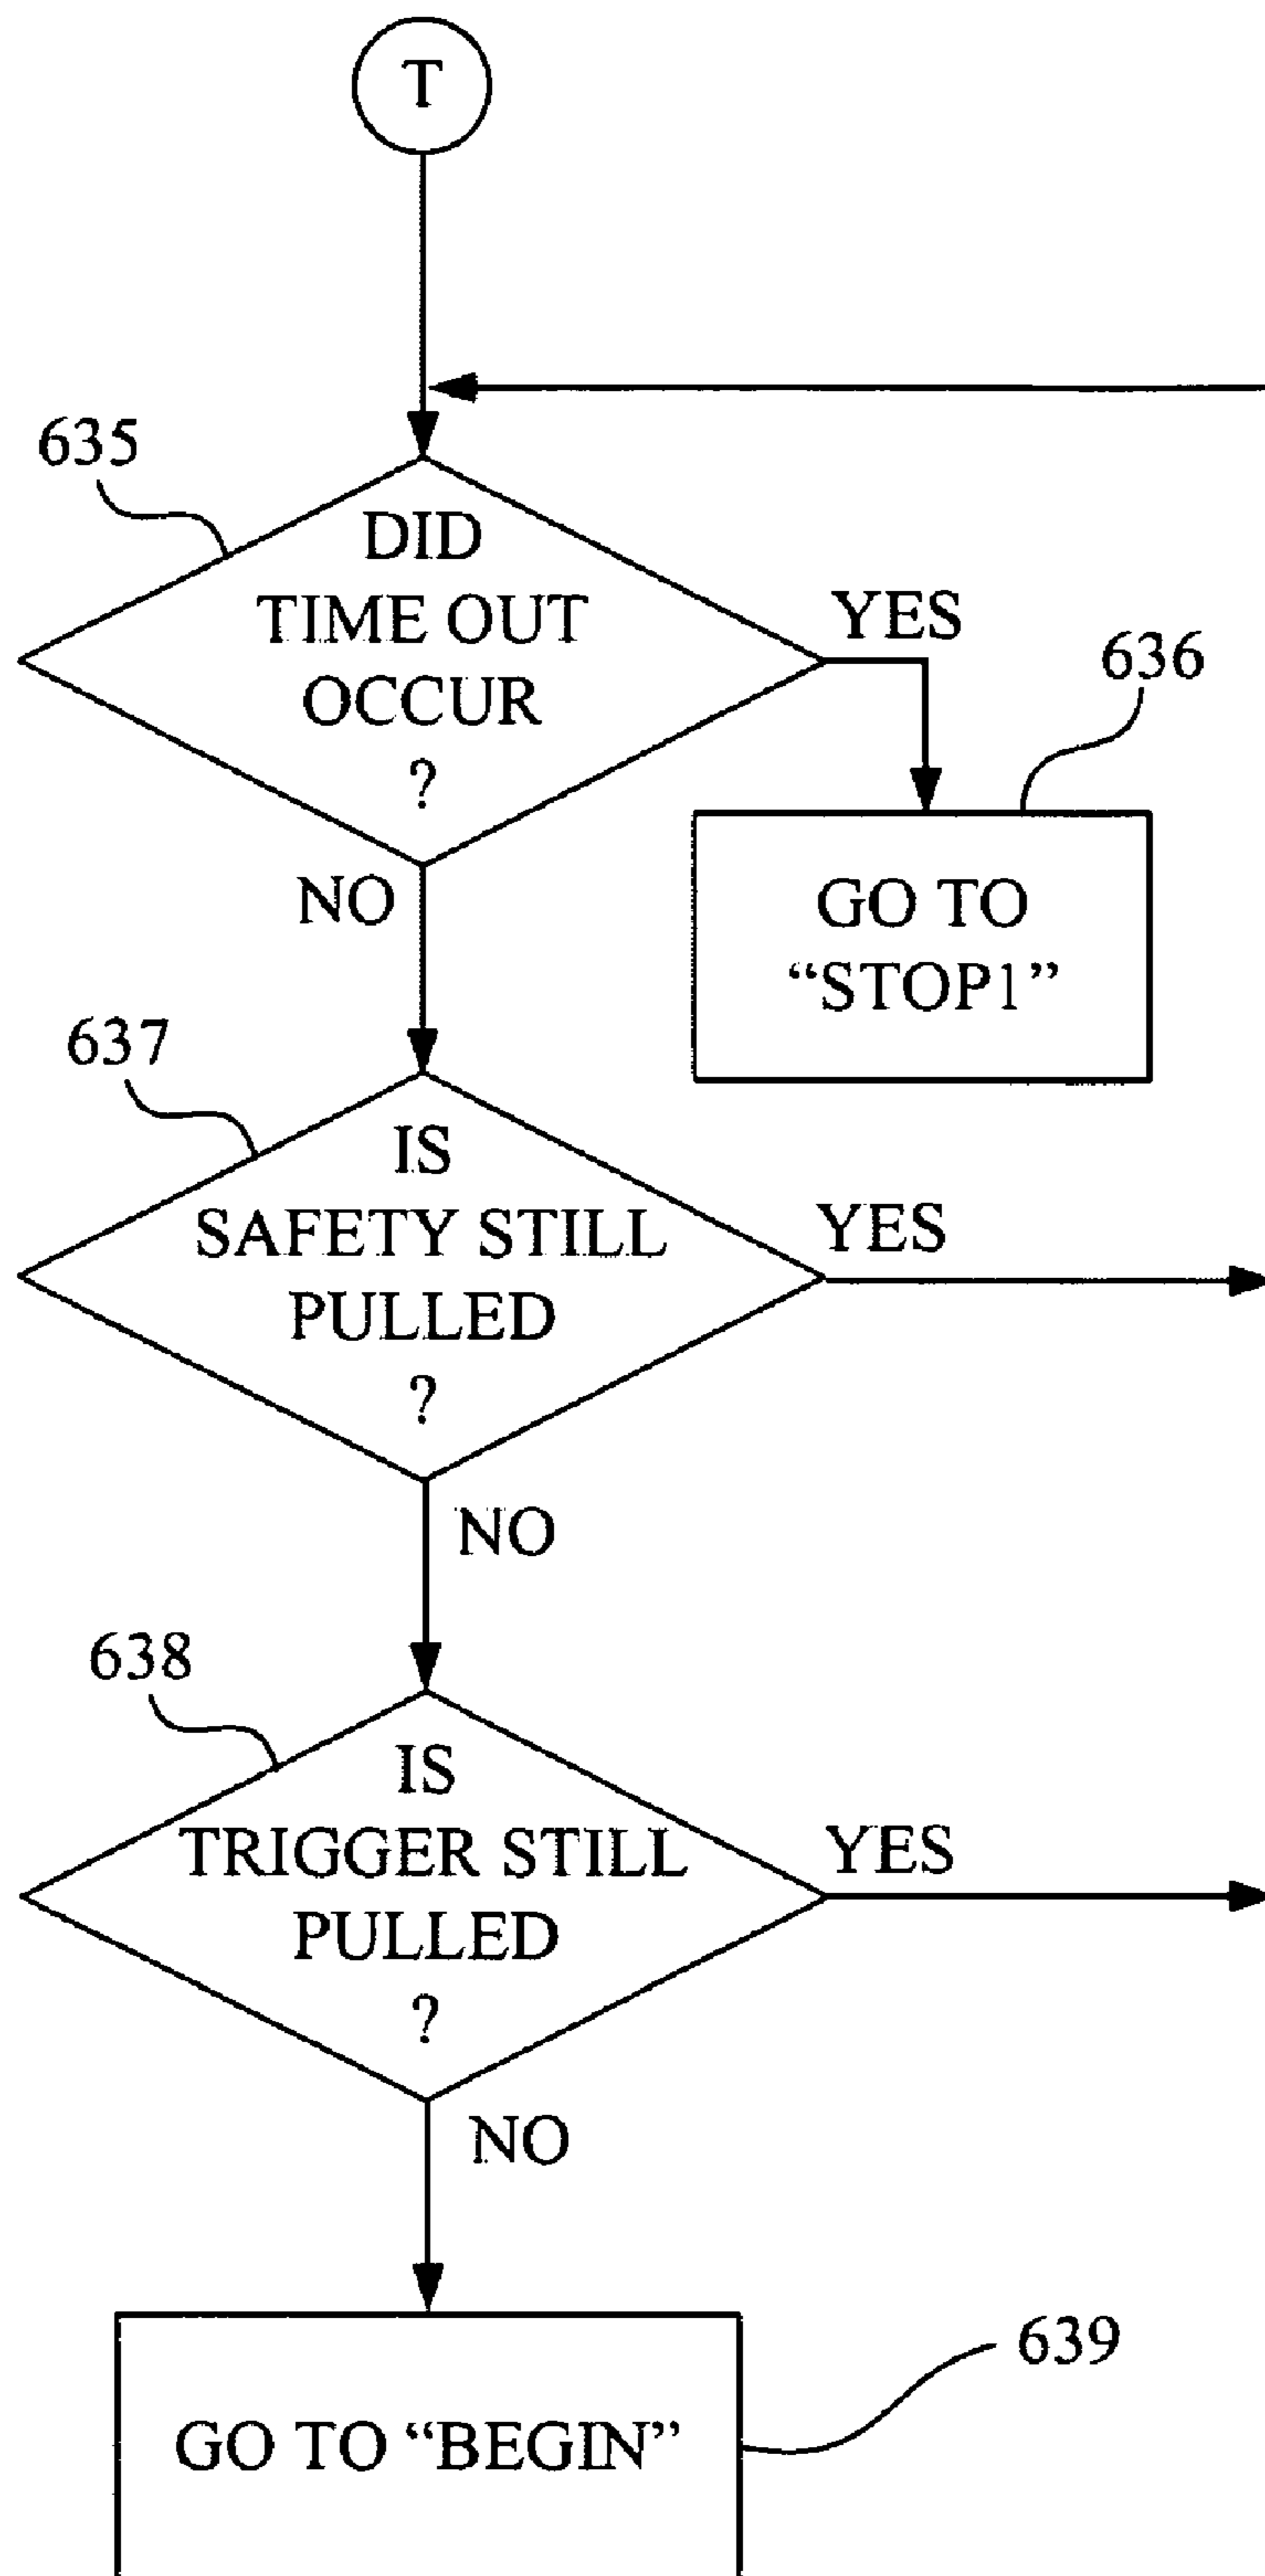 T
635
DID
TIME OUT
OCCUR
?
YES
636
NO
GO TO
“STOP1”
637
IS
SAFETY STILL
PULLED
?
YES
NO
638
IS
TRIGGER STILL
PULLED
?
YES
NO
639
GO TO “BEGIN”